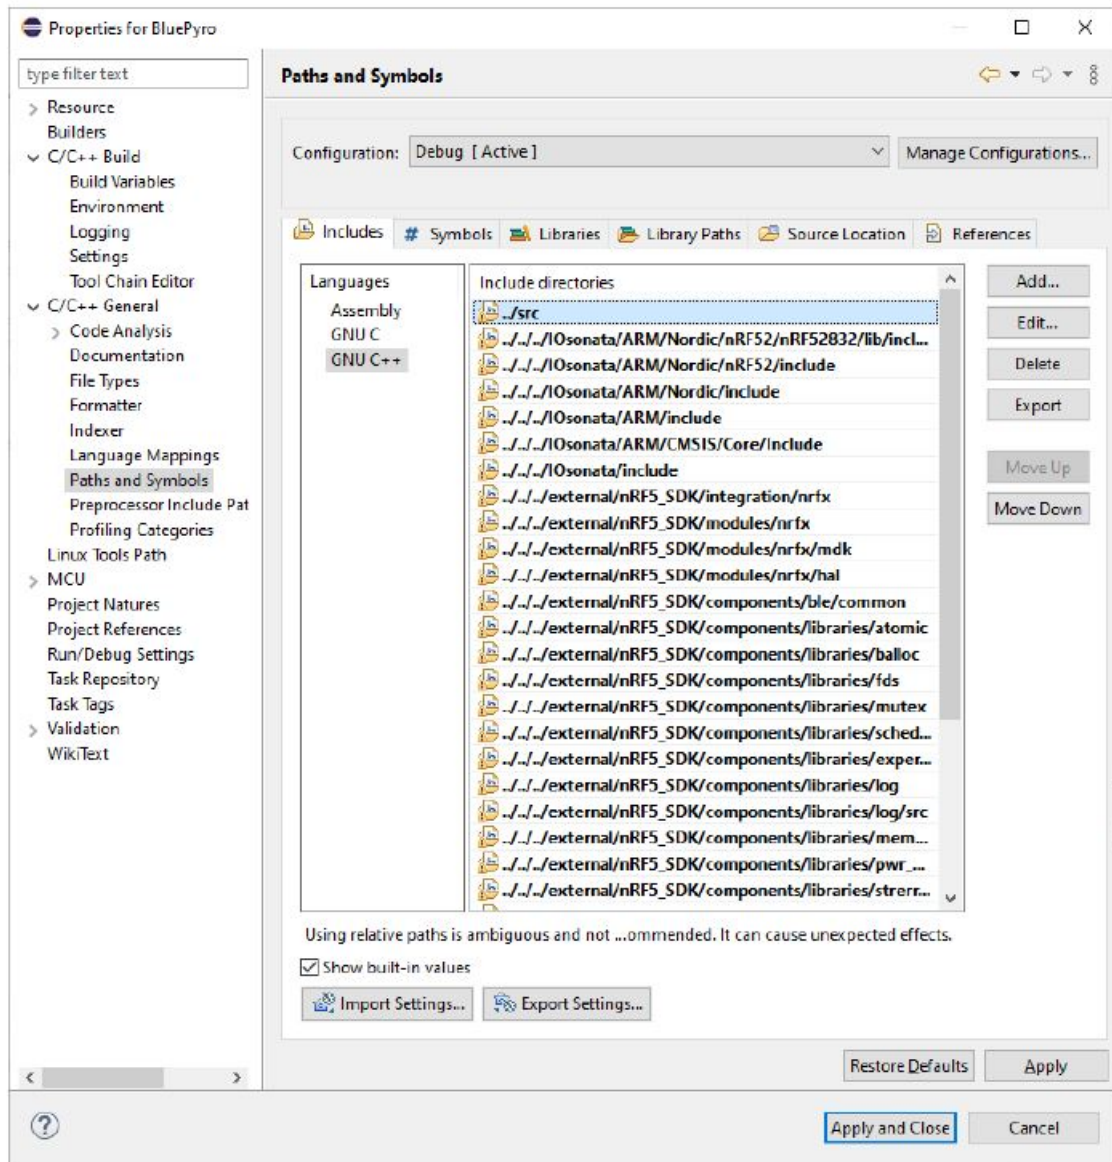 Properties for BluePyro
type filter text
Resource
Builders
C/C++ Build
Build Variables
Environment
Logging
Settings
Tool Chain Editor
C/C++ General
Code Analysis
Documentation
File Types
Formatter
Indexer
Language Mappings
Paths and Symbols
Preprocessor Include Pat
Profiling Categories
Linux Tools Path
MCU
Project Natures
Project References
Run/Debug Settings
Task Repository
Task Tags
Validation
WikiText
Paths and Symbols
Configuration: Debug [ Active ] Manage Configurations...
Includes # Symbols Libraries Library Paths Source Location References
Languages
Assembly
GNU C
GNU C++
Include directories
../src
../../../IOsonata/ARM/Nordic/nRF52/nRF52832/lib/incl...
../../../IOsonata/ARM/Nordic/nRF52/include
../../../IOsonata/ARM/Nordic/include
../../../IOsonata/ARM/include
../../../IOsonata/ARM/CMSIS/Core/Include
../../../IOsonata/include
../../../external/nRF5_SDK/integration/nrfx
../../../external/nRF5_SDK/modules/nrfx
../../../external/nRF5_SDK/modules/nrfx/mdk
../../../external/nRF5_SDK/modules/nrfx/hal
../../../external/nRF5_SDK/components/ble/common
../../../external/nRF5_SDK/components/libraries/atomic
../../../external/nRF5_SDK/components/libraries/balloc
../../../external/nRF5_SDK/components/libraries/fds
../../../external/nRF5_SDK/components/libraries/mutex
../../../external/nRF5_SDK/components/libraries/sched...
../../../external/nRF5_SDK/components/libraries/exper...
../../../external/nRF5_SDK/components/libraries/log
../../../external/nRF5_SDK/components/libraries/log/src
../../../external/nRF5_SDK/components/libraries/mem...
../../../external/nRF5_SDK/components/libraries/pwr_...
../../../external/nRF5_SDK/components/libraries/strerr...
Add...
Edit...
Delete
Export
Move Up
Move Down
Using relative paths is ambiguous and not ...ommended. It can cause unexpected effects.
Show built-in values
Import Settings... Export Settings...
Restore Defaults Apply
Apply and Close Cancel